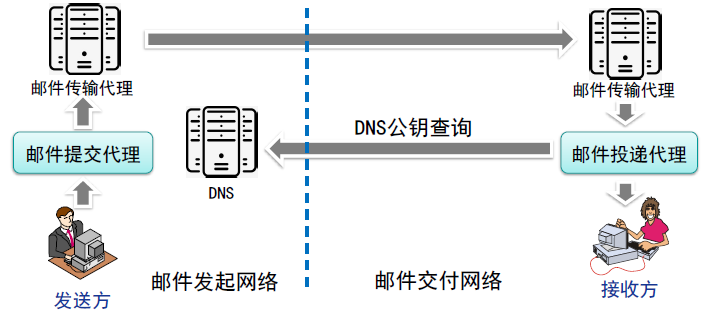 邮件传输代理
邮件传输代理
DNS公钥查询
邮件提交代理
邮件投递代理
DNS
邮件发起网络
邮件交付网络
发送方
接收方